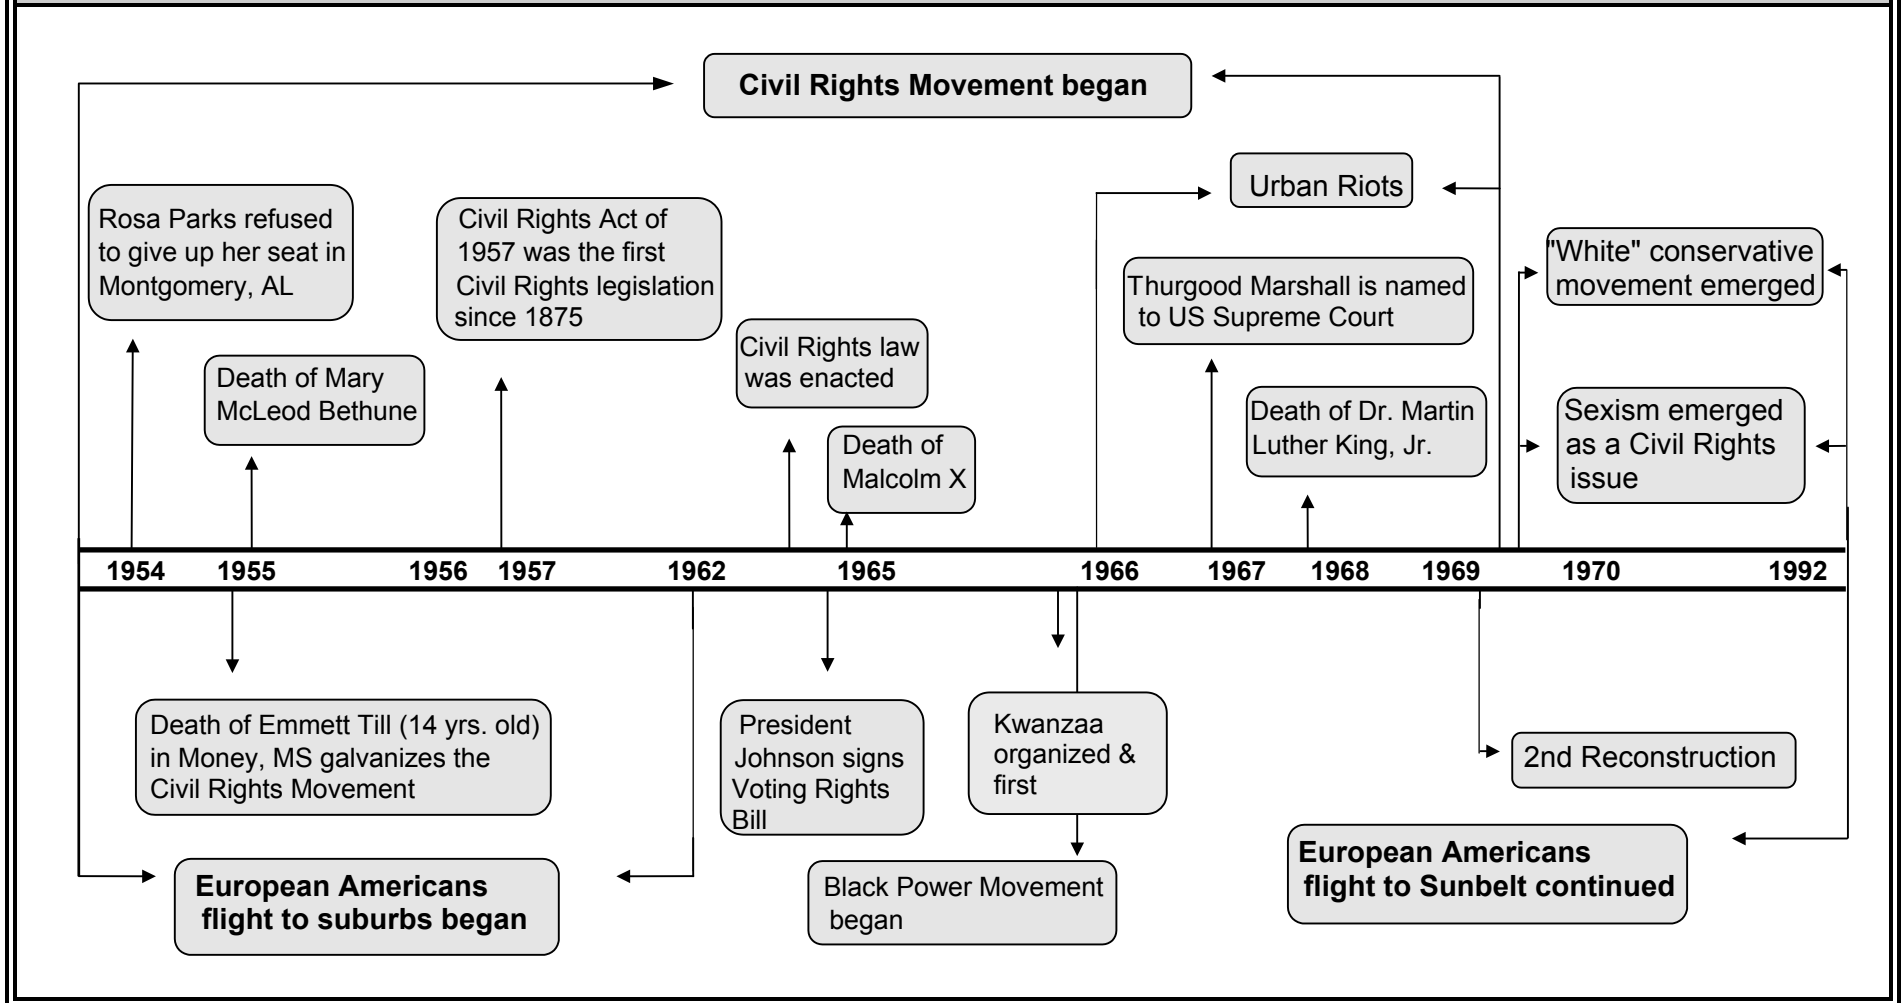 Civil Rights Movement began
Urban Riots
Rosa Parks refused
to give up her seat in
Montgomery, AL
Civil Rights Act of
1957 was the first
Civil Rights legislation
since 1875
"White" conservative
movement emerged
Thurgood Marshall is named
to US Supreme Court
Civil Rights law
was enacted
Death of Mary
McLeod Bethune
Death of Dr. Martin
Luther King, Jr.
Sexism emerged
as a Civil Rights
issue
Death of
Malcolm X
1954 1955 1956 1957 1962 1965 1966 1967 1968 1969 1970 1992
Death of Emmett Till (14 yrs. old)
in Money, MS galvanizes the
Civil Rights Movement
President
Johnson signs
Voting Rights
Bill
Kwanzaa
organized &
first
2nd Reconstruction
European Americans
flight to suburbs began
Black Power Movement
began
European Americans
flight to Sunbelt continued